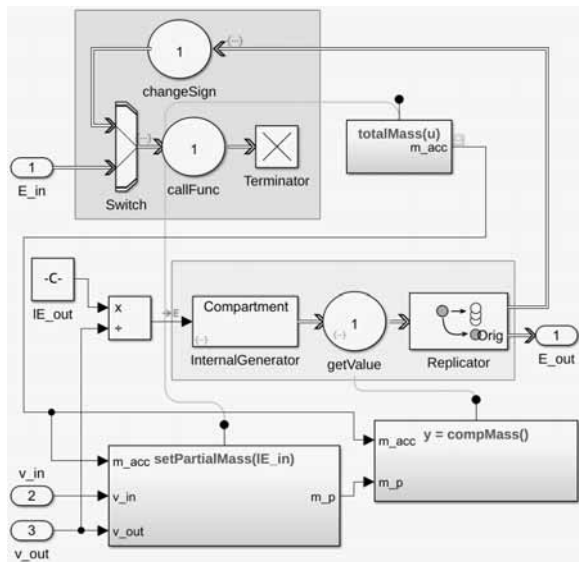 1
{···}
changeSign
totalMass(u)
m_acc
{···}
1
1
E_in
Switch
callFunc
Terminator
-C-
IE_out
x
÷
E
Compartment
{···}
InternalGenerator
1
{···}
getValue
Orig
Replicator
1
E_out
setPartialMass(IE_in)
m_acc
v_in
v_out
m_p
y = compMass()
m_acc
m_p
v_in
2
3
v_out